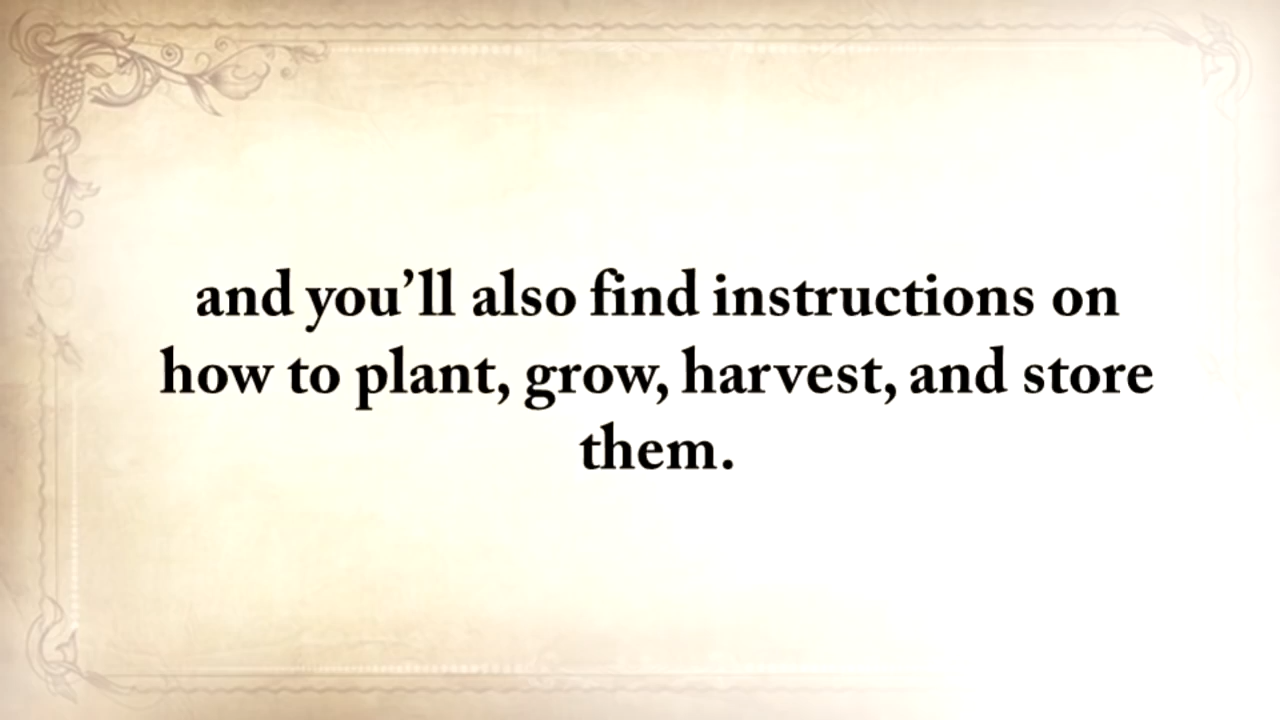 and you’ll also find instructions on
how to plant, grow, harvest, and store
them.